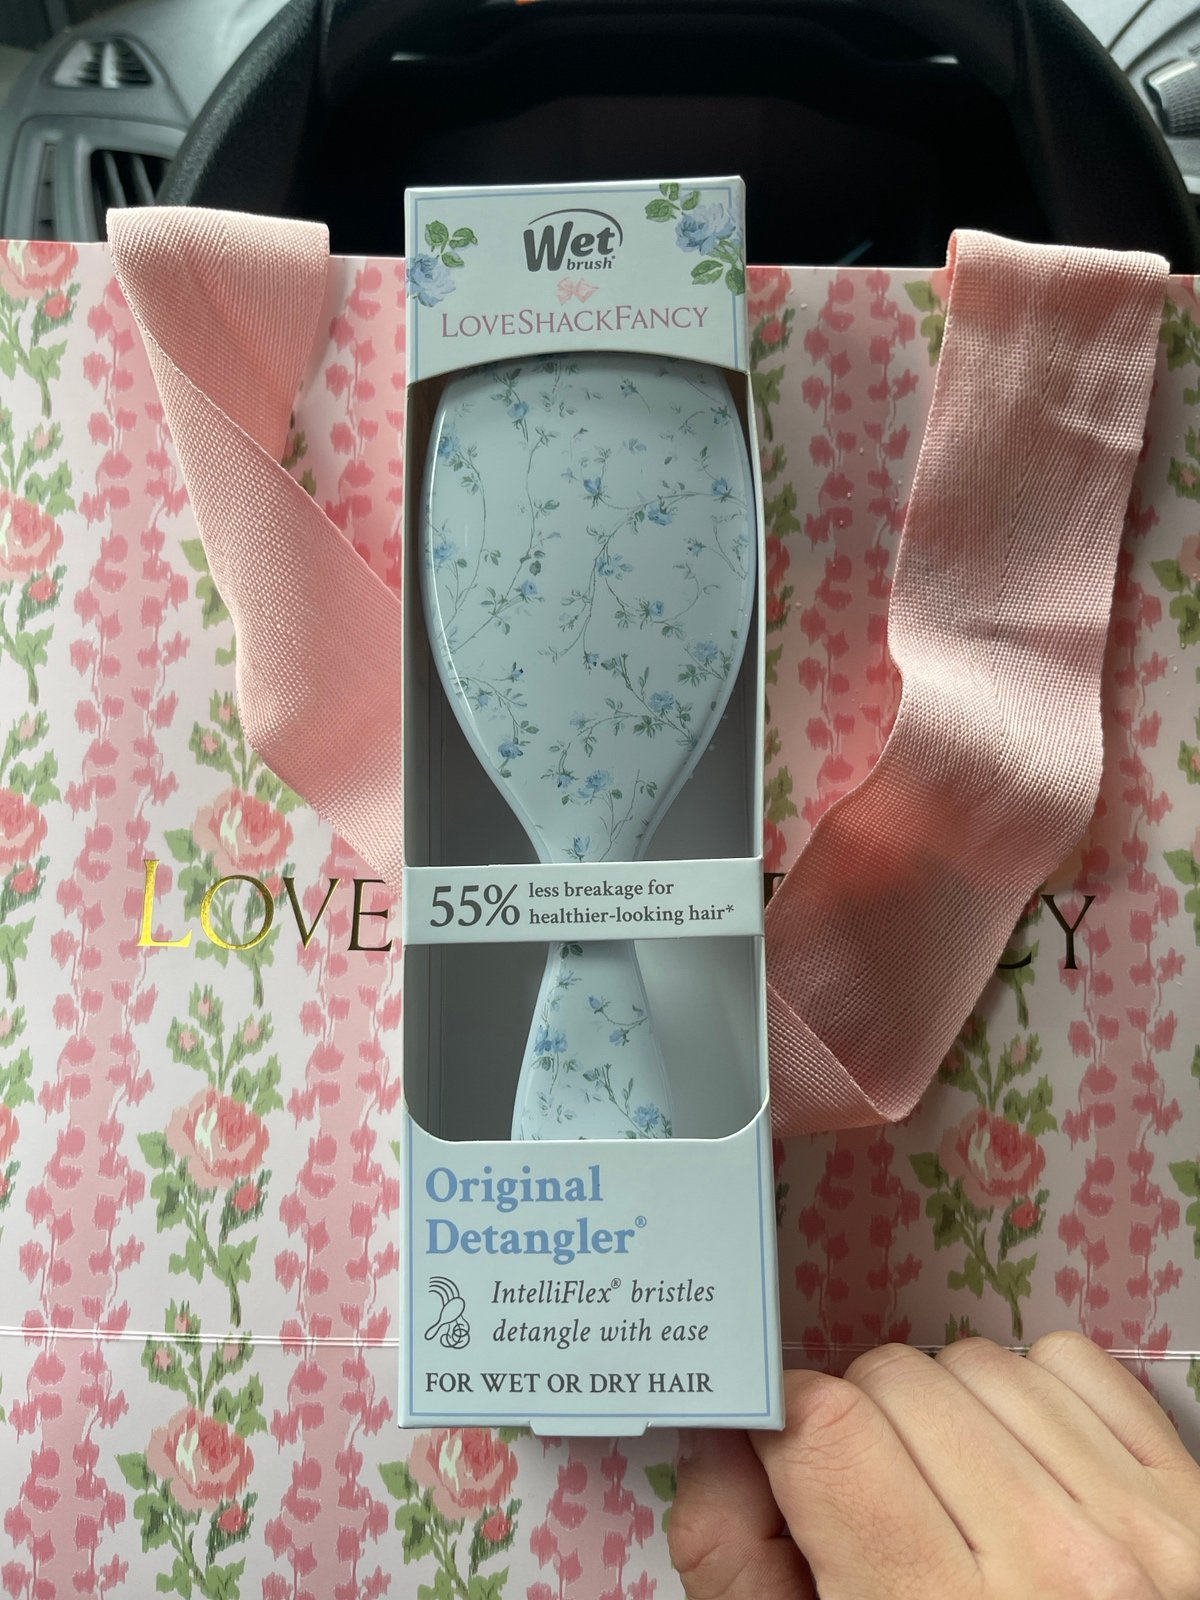 Wet
brush®
LOVESHACKFANCY
LOVE CY
55% less breakage for
healthier-looking hair*
Original
Detangler®
IntelliFlex® bristles
detangle with ease
FOR WET OR DRY HAIR